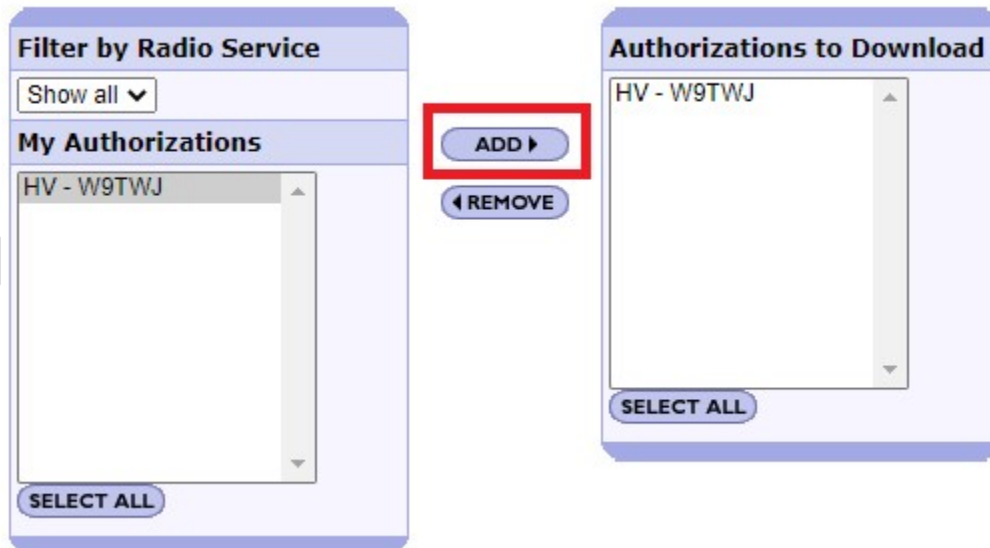 Filter by Radio Service
Show all
My Authorizations
HV - W9TWJ
SELECT ALL
ADD
REMOVE
Authorizations to Download
HV - W9TWJ
SELECT ALL